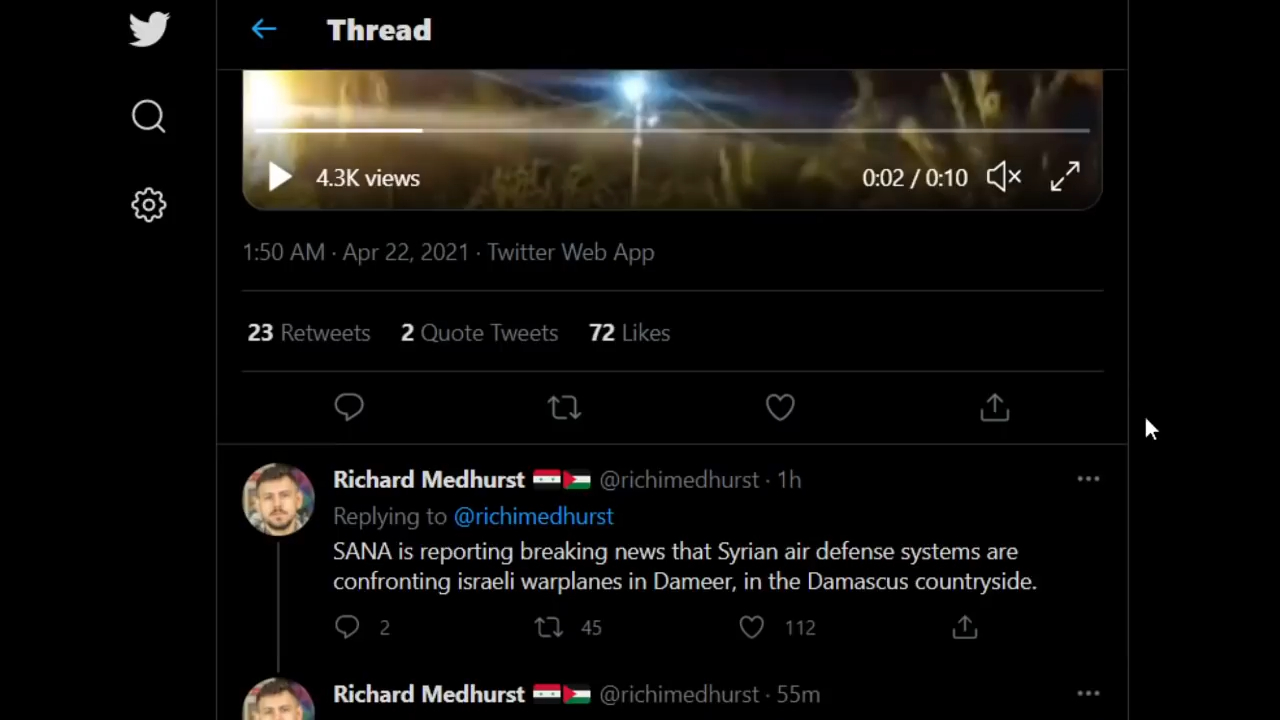 Thread
4.3K views
0:02 / 0:10
1:50 AM · Apr 22, 2021 · Twitter Web App
23 Retweets 2 Quote Tweets 72 Likes
Richard Medhurst 🇸🇾🇵🇸 @richimedhurst · 1h
Replying to @richimedhurst
SANA is reporting breaking news that Syrian air defense systems are
confronting israeli warplanes in Dameer, in the Damascus countryside.
2 45 112
Richard Medhurst 🇸🇾🇵🇸 @richimedhurst · 55m